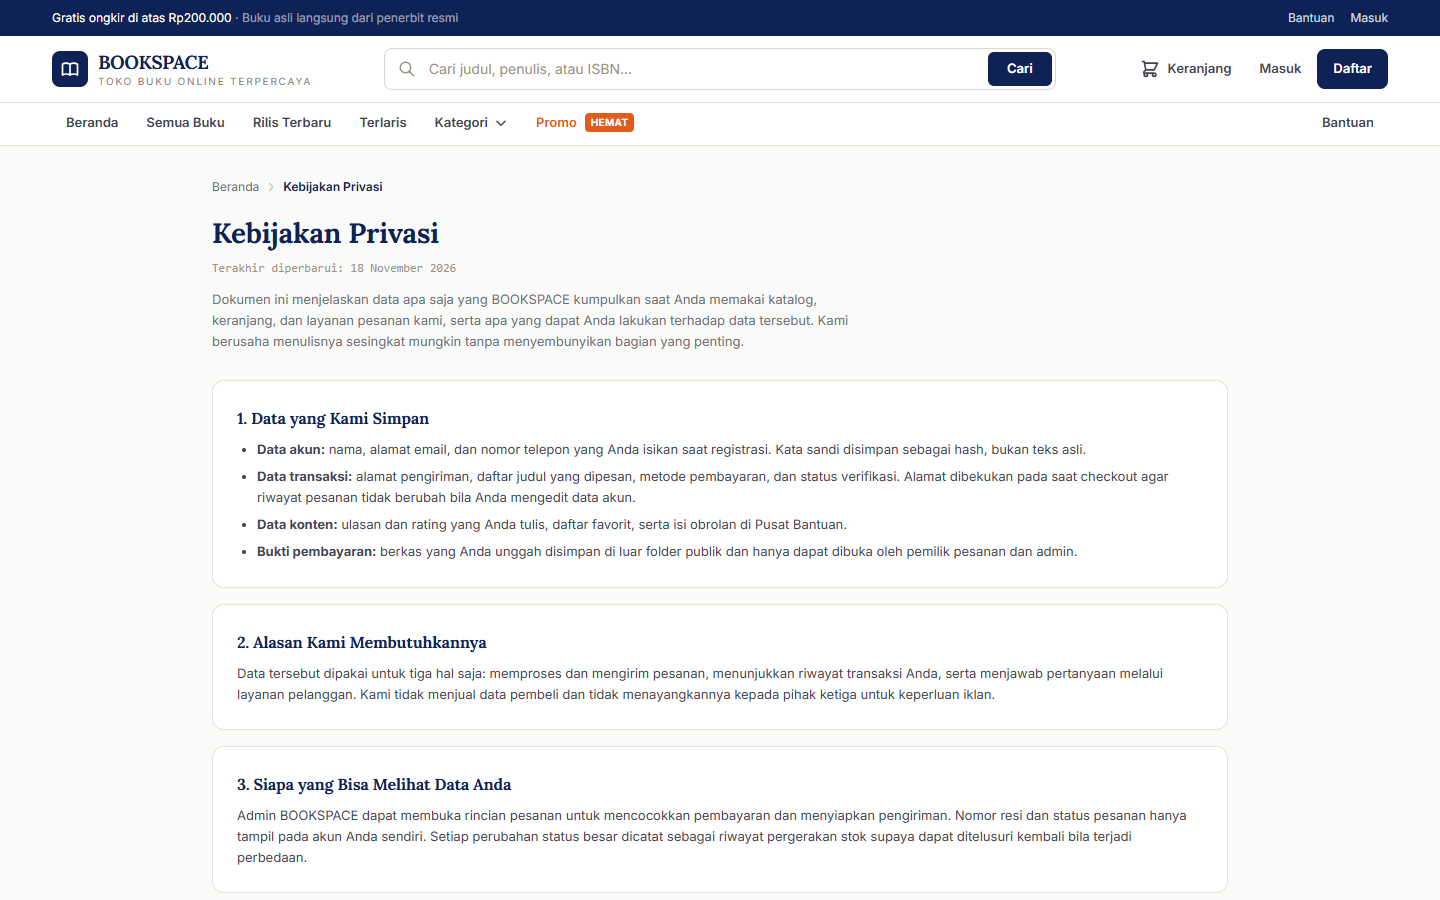 Gratis ongkir di atas Rp200.000 · Buku asli langsung dari penerbit resmi
Bantuan Masuk
BOOKSPACE
TOKO BUKU ONLINE TERPERCAYA
Cari judul, penulis, atau ISBN...
Cari
Keranjang
Masuk
Daftar
Beranda Semua Buku Rilis Terbaru Terlaris Kategori Promo HEMAT Bantuan
Beranda > Kebijakan Privasi
Kebijakan Privasi
Terakhir diperbarui: 18 November 2026
Dokumen ini menjelaskan data apa saja yang BOOKSPACE kumpulkan saat Anda memakai katalog,
keranjang, dan layanan pesanan kami, serta apa yang dapat Anda lakukan terhadap data tersebut. Kami
berusaha menulisnya sesingkat mungkin tanpa menyembunyikan bagian yang penting.
1. Data yang Kami Simpan
• Data akun: nama, alamat email, dan nomor telepon yang Anda isikan saat registrasi. Kata sandi disimpan sebagai hash, bukan teks asli.
• Data transaksi: alamat pengiriman, daftar judul yang dipesan, metode pembayaran, dan status verifikasi. Alamat dibekukan pada saat checkout agar
riwayat pesanan tidak berubah bila Anda mengedit data akun.
• Data konten: ulasan dan rating yang Anda tulis, daftar favorit, serta isi obrolan di Pusat Bantuan.
• Bukti pembayaran: berkas yang Anda unggah disimpan di luar folder publik dan hanya dapat dibuka oleh pemilik pesanan dan admin.
2. Alasan Kami Membutuhkannya
Data tersebut dipakai untuk tiga hal saja: memproses dan mengirim pesanan, menunjukkan riwayat transaksi Anda, serta menjawab pertanyaan melalui
layanan pelanggan. Kami tidak menjual data pembeli dan tidak menayangkannya kepada pihak ketiga untuk keperluan iklan.
3. Siapa yang Bisa Melihat Data Anda
Admin BOOKSPACE dapat membuka rincian pesanan untuk mencocokkan pembayaran dan menyiapkan pengiriman. Nomor resi dan status pesanan hanya
tampil pada akun Anda sendiri. Setiap perubahan status besar dicatat sebagai riwayat pergerakan stok supaya dapat ditelusuri kembali bila terjadi
perbedaan.